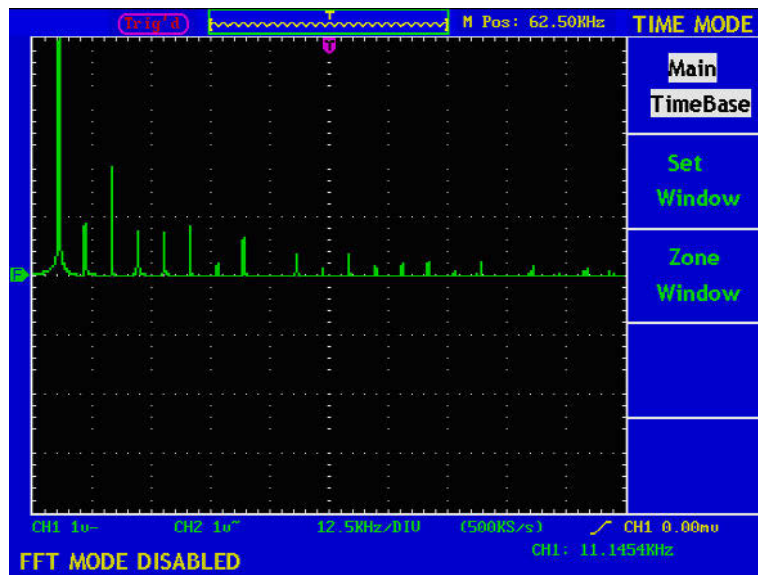 Trig'd
T
M Pos: 62.50KHz
TIME MODE
T
Main
TimeBase
Set
Window
Zone
Window
F
CH1 1v-
CH2 1v~
12.5KHz/DIV
(500KS/s)
CH1 0.00mv
CH1: 11.1454KHz
FFT MODE DISABLED